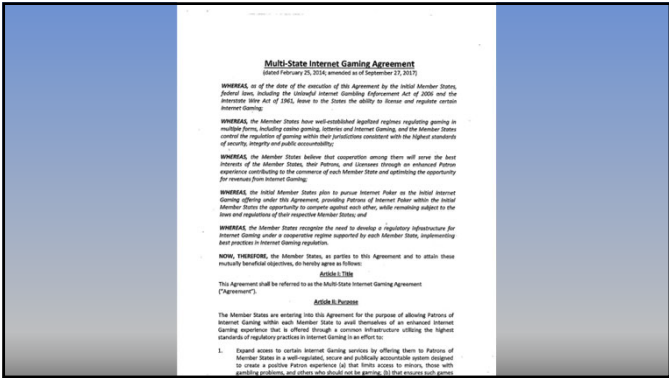 Multi-State Internet Gaming Agreement
(dated February 25, 2014; amended as of September 27, 2017)
WHEREAS, as of the date of the execution of this Agreement by the Initial Member States,
federal laws, including the Unlawful Internet Gambling Enforcement Act of 2006 and the
Interstate Wire Act of 1961, leave to the States the ability to license and regulate certain
Internet Gaming;
WHEREAS, the Member States have well-established legalized regimes regulating gaming in
multiple forms, including casino gaming, lotteries and Internet Gaming, and the Member States
control the regulation of gaming within their jurisdictions consistent with the highest standards
of security, integrity and public accountability;
WHEREAS, the Member States believe that cooperation among them will serve the best
interests of the Member States, their Patrons, and Licensees through an enhanced Patron
experience contributing to the commerce of each Member State and optimizing the opportunity
for revenues from Internet Gaming;
WHEREAS, the Initial Member States plan to pursue Internet Poker as the Initial Internet
Gaming offering under this Agreement, providing Patrons of Internet Poker within the Initial
Member States the opportunity to compete against each other, while remaining subject to the
laws and regulations of their respective Member States; and
WHEREAS, the Member States recognize the need to develop a regulatory infrastructure for
Internet Gaming under a cooperative regime supported by each Member State, implementing
best practices in Internet Gaming regulation.
NOW, THEREFORE, the Member States, as parties to this Agreement and to attain these
mutually beneficial objectives, do hereby agree as follows:
Article I: Title
This Agreement shall be referred to as the Multi-State Internet Gaming Agreement
("Agreement").
Article II: Purpose
The Member States are entering into this Agreement for the purpose of allowing Patrons of
Internet Gaming within each Member State to avail themselves of an enhanced Internet
Gaming experience that is offered through a common infrastructure utilizing the highest
standards of regulatory practices in Internet Gaming in an effort to:
1. Expand access to certain Internet Gaming services by offering them to Patrons of
Member States in a well-regulated, secure and publically accountable system designed
to create a positive Patron experience (a) that limits access to minors, those with
gambling problems, and others who should not be gaming, (b) that ensures such games